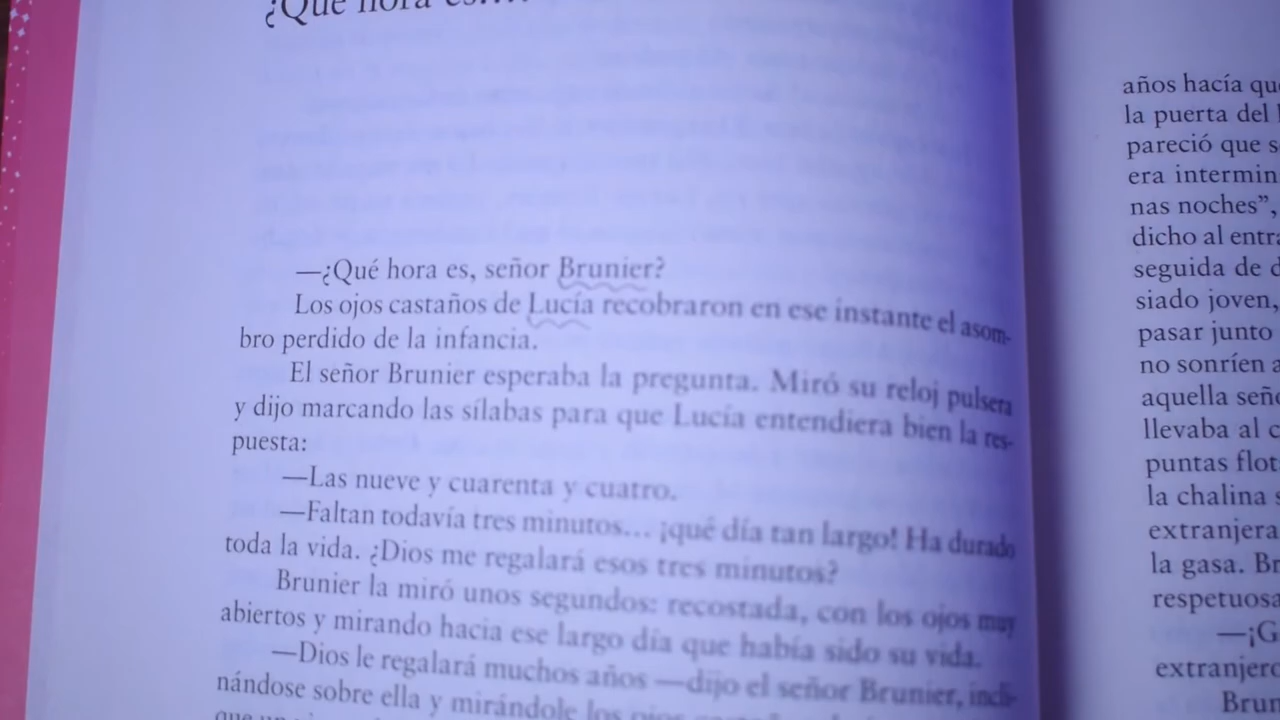 ¿Qué hora es...
—¿Qué hora es, señor Brunier?
Los ojos castaños de Lucía recobraron en ese instante el asom-
bro perdido de la infancia.
El señor Brunier esperaba la pregunta. Miró su reloj pulsera
y dijo marcando las sílabas para que Lucía entendiera bien la res-
puesta:
—Las nueve y cuarenta y cuatro.
—Faltan todavía tres minutos... ¡qué día tan largo! Ha durado
toda la vida. ¿Dios me regalará esos tres minutos?
Brunier la miró unos segundos: recostada, con los ojos muy
abiertos y mirando hacia ese largo día que había sido su vida.
—Dios le regalará muchos años —dijo el señor Brunier, incli-
nándose sobre ella y mirándole los ojos
años hacía qu
la puerta del
pareció que s
era intermin
nas noches”,
dicho al entra
seguida de d
siado joven,
pasar junto
no sonríen a
aquella seño
llevaba al c
puntas flot
la chalina s
extranjera
la gasa. Br
respetuosa
—¡G
extranjero
Brun